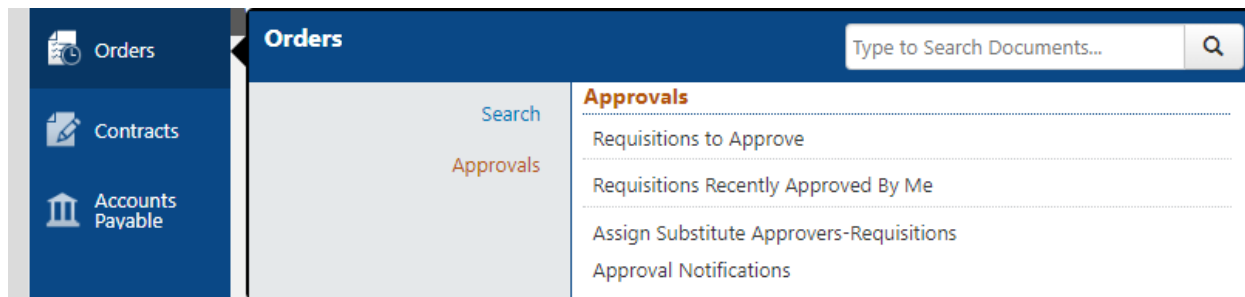 Orders
Contracts
Accounts
Payable
Orders
Type to Search Documents...
Search
Approvals
Approvals
Requisitions to Approve
Requisitions Recently Approved By Me
Assign Substitute Approvers-Requisitions
Approval Notifications